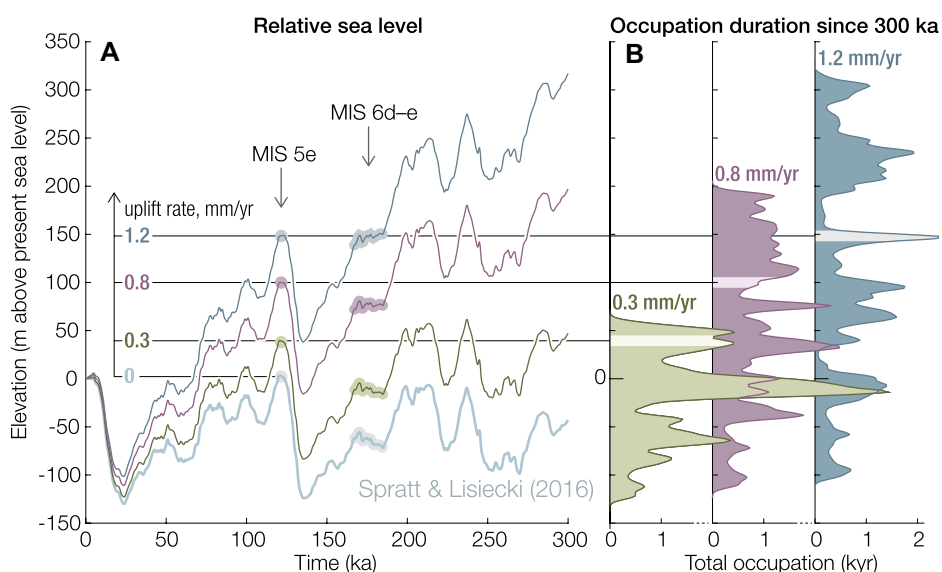 Relative sea level
Occupation duration since 300 ka
A
B
350
300
250
200
150
100
50
0
-50
-100
-150
Elevation (m above present sea level)
MIS 6d–e
MIS 5e
uplift rate, mm/yr
1.2
0.8
0.3
0
Spratt & Lisiecki (2016)
0 50 100 150 200 250 300
Time (ka)
1.2 mm/yr
0.8 mm/yr
0.3 mm/yr
0
0 1 0 1 0 1 2
Total occupation (kyr)